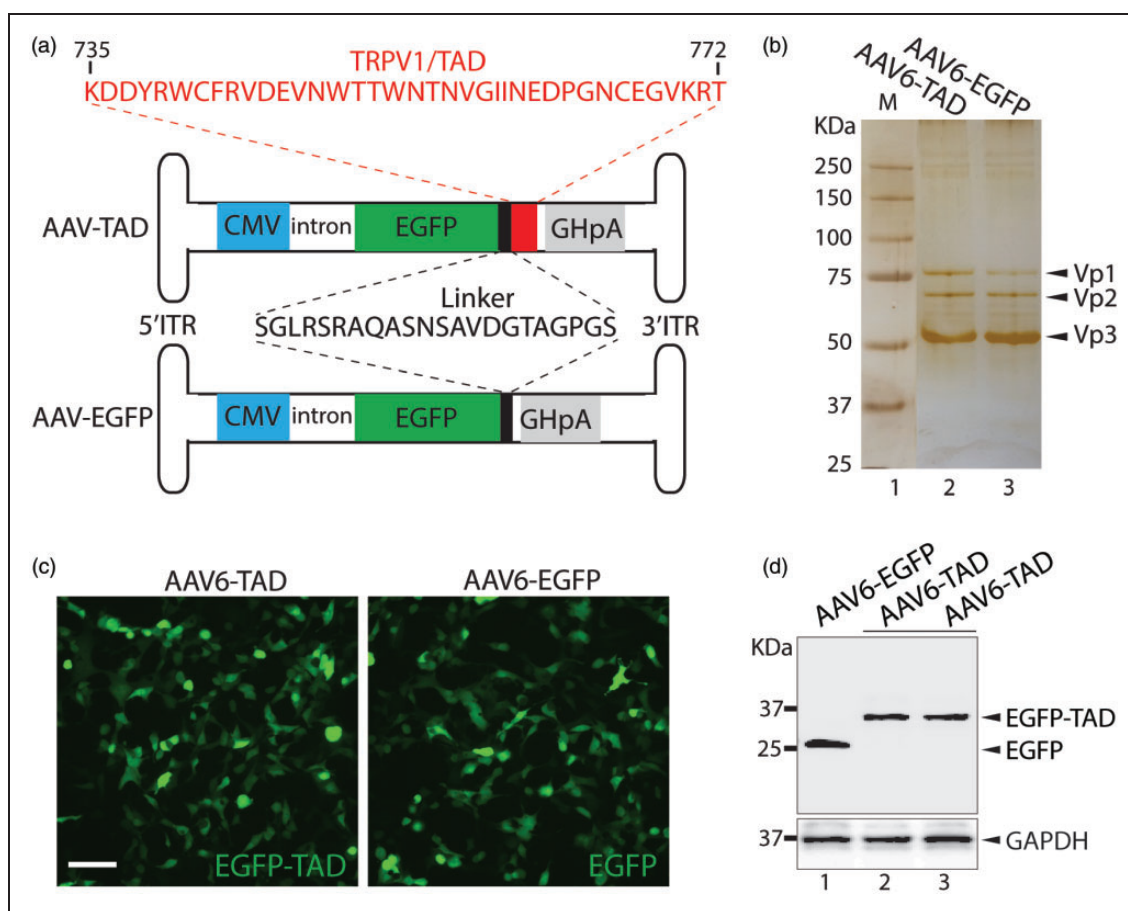 (a)
735
772
TRPV1/TAD
KDDYRWCFRVDEVNWTTWNTNVGIINEDPGNCEGVKRT
AAV-TAD
CMV
intron
EGFP
GHpA
5'ITR
Linker
SGLRSRAQASNSAVDGTAGPGS
3'ITR
AAV-EGFP
CMV
intron
EGFP
GHpA
(b)
AAV6-TAD
AAV6-EGFP
M
KDa
250
150
100
75
50
37
25
Vp1
Vp2
Vp3
1 2 3
(c)
AAV6-TAD
AAV6-EGFP
EGFP-TAD
EGFP
(d)
AAV6-EGFP
AAV6-TAD
AAV6-TAD
KDa
37
25
EGFP-TAD
EGFP
37
GAPDH
1 2 3